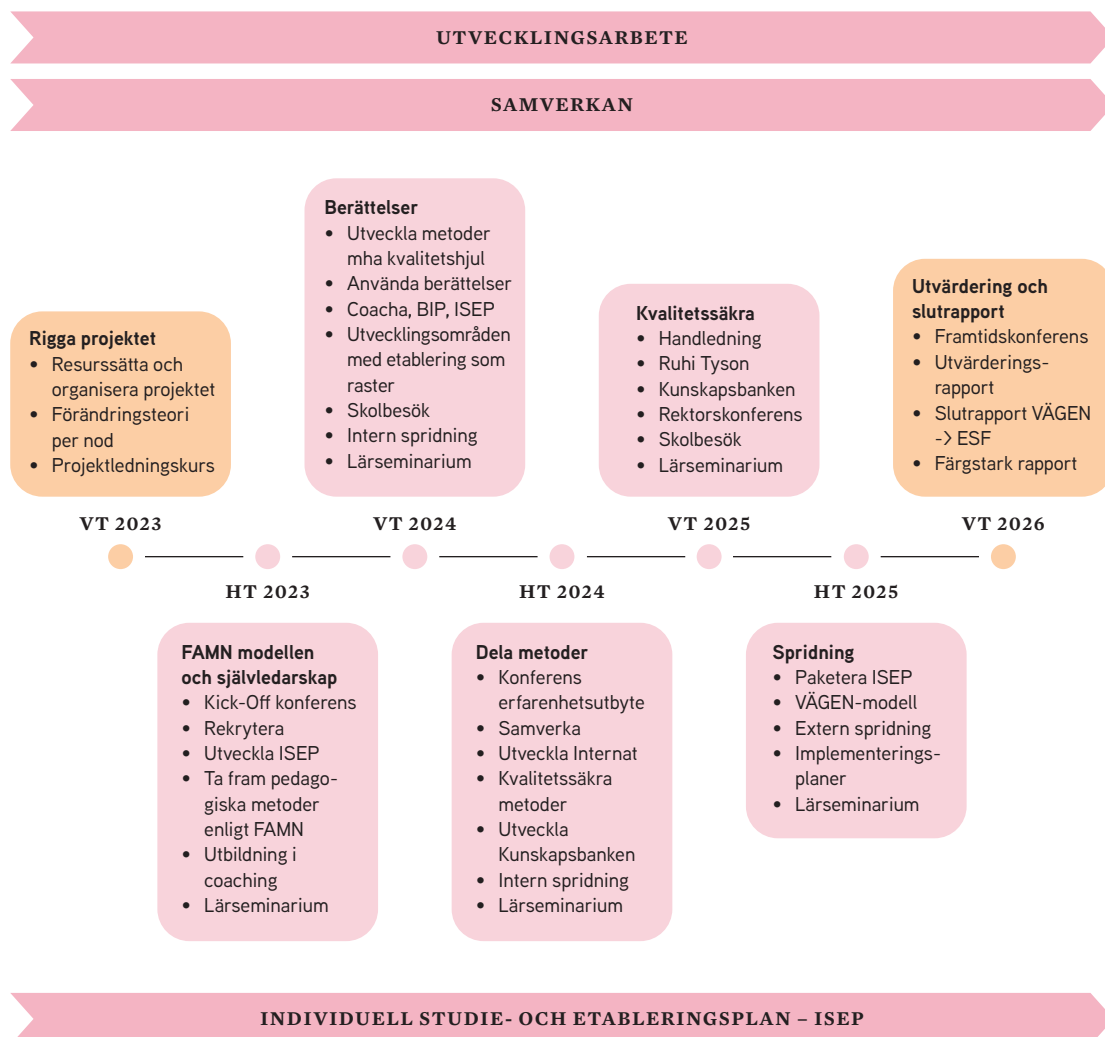 UTVECKLINGSARBETE
SAMVERKAN
Rigga projektet
• Resurssätta och
organisera projektet
• Förändringsteori
per nod
• Projektledningskurs
Berättelser
• Utveckla metoder
mha kvalitetshjul
• Använda berättelser
• Coacha, BIP, ISEP
• Utvecklingsområden
med etablering som
raster
• Skolbesök
• Intern spridning
• Lärseminarium
Kvalitetssäkra
• Handledning
• Ruhi Tyson
• Kunskapsbanken
• Rektorskonferens
• Skolbesök
• Lärseminarium
Utvärdering och
slutrapport
• Framtidskonferens
• Utvärderings-
rapport
• Slutrapport VÄGEN
-> ESF
• Färgstark rapport
VT 2023
VT 2024
VT 2025
VT 2026
HT 2023
HT 2024
HT 2025
FAMN modellen
och självledarskap
• Kick-Off konferens
• Rekrytera
• Utveckla ISEP
• Ta fram pedago-
giska metoder
enligt FAMN
• Utbildning i
coaching
• Lärseminarium
Dela metoder
• Konferens
erfarenhetsutbyte
• Samverka
• Utveckla Internat
• Kvalitetssäkra
metoder
• Utveckla
Kunskapsbanken
• Intern spridning
• Lärseminarium
Spridning
• Paketera ISEP
• VÄGEN-modell
• Extern spridning
• Implementerings-
planer
• Lärseminarium
INDIVIDUELL STUDIE- OCH ETABLERINGSPLAN – ISEP